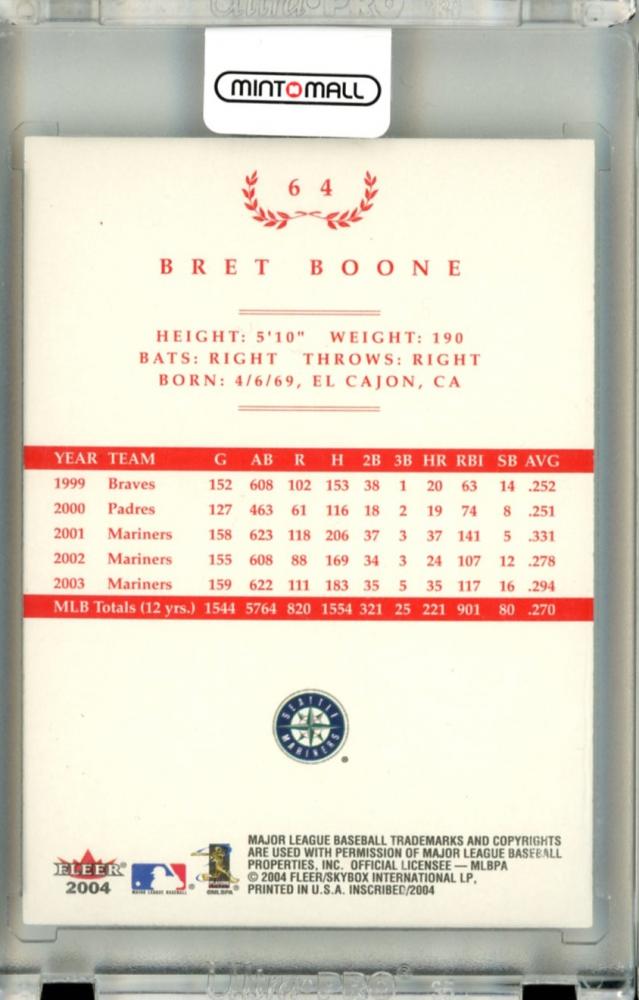 Ultra·PRO
MINTOMALL
64
BRET BOONE
HEIGHT: 5'10" WEIGHT: 190
BATS: RIGHT THROWS: RIGHT
BORN: 4/6/69, EL CAJON, CA
YEAR TEAM G AB R H 2B 3B HR RBI SB AVG
1999 Braves 152 608 102 153 38 1 20 63 14 .252
2000 Padres 127 463 61 116 18 2 19 74 8 .251
2001 Mariners 158 623 118 206 37 3 37 141 5 .331
2002 Mariners 155 608 88 169 34 3 24 107 12 .278
2003 Mariners 159 622 111 183 35 5 35 117 16 .294
MLB Totals (12 yrs.) 1544 5764 820 1554 321 25 221 901 80 .270
SEATTLE
MARINERS
MAJOR LEAGUE BASEBALL TRADEMARKS AND COPYRIGHTS
ARE USED WITH PERMISSION OF MAJOR LEAGUE BASEBALL
PROPERTIES, INC. OFFICIAL LICENSEE — MLBPA
© 2004 FLEER/SKYBOX INTERNATIONAL LP,
PRINTED IN U.S.A. INSCRIBED/2004
FLEER®
2004
MAJOR LEAGUE BASEBALL
Ultra·PRO®